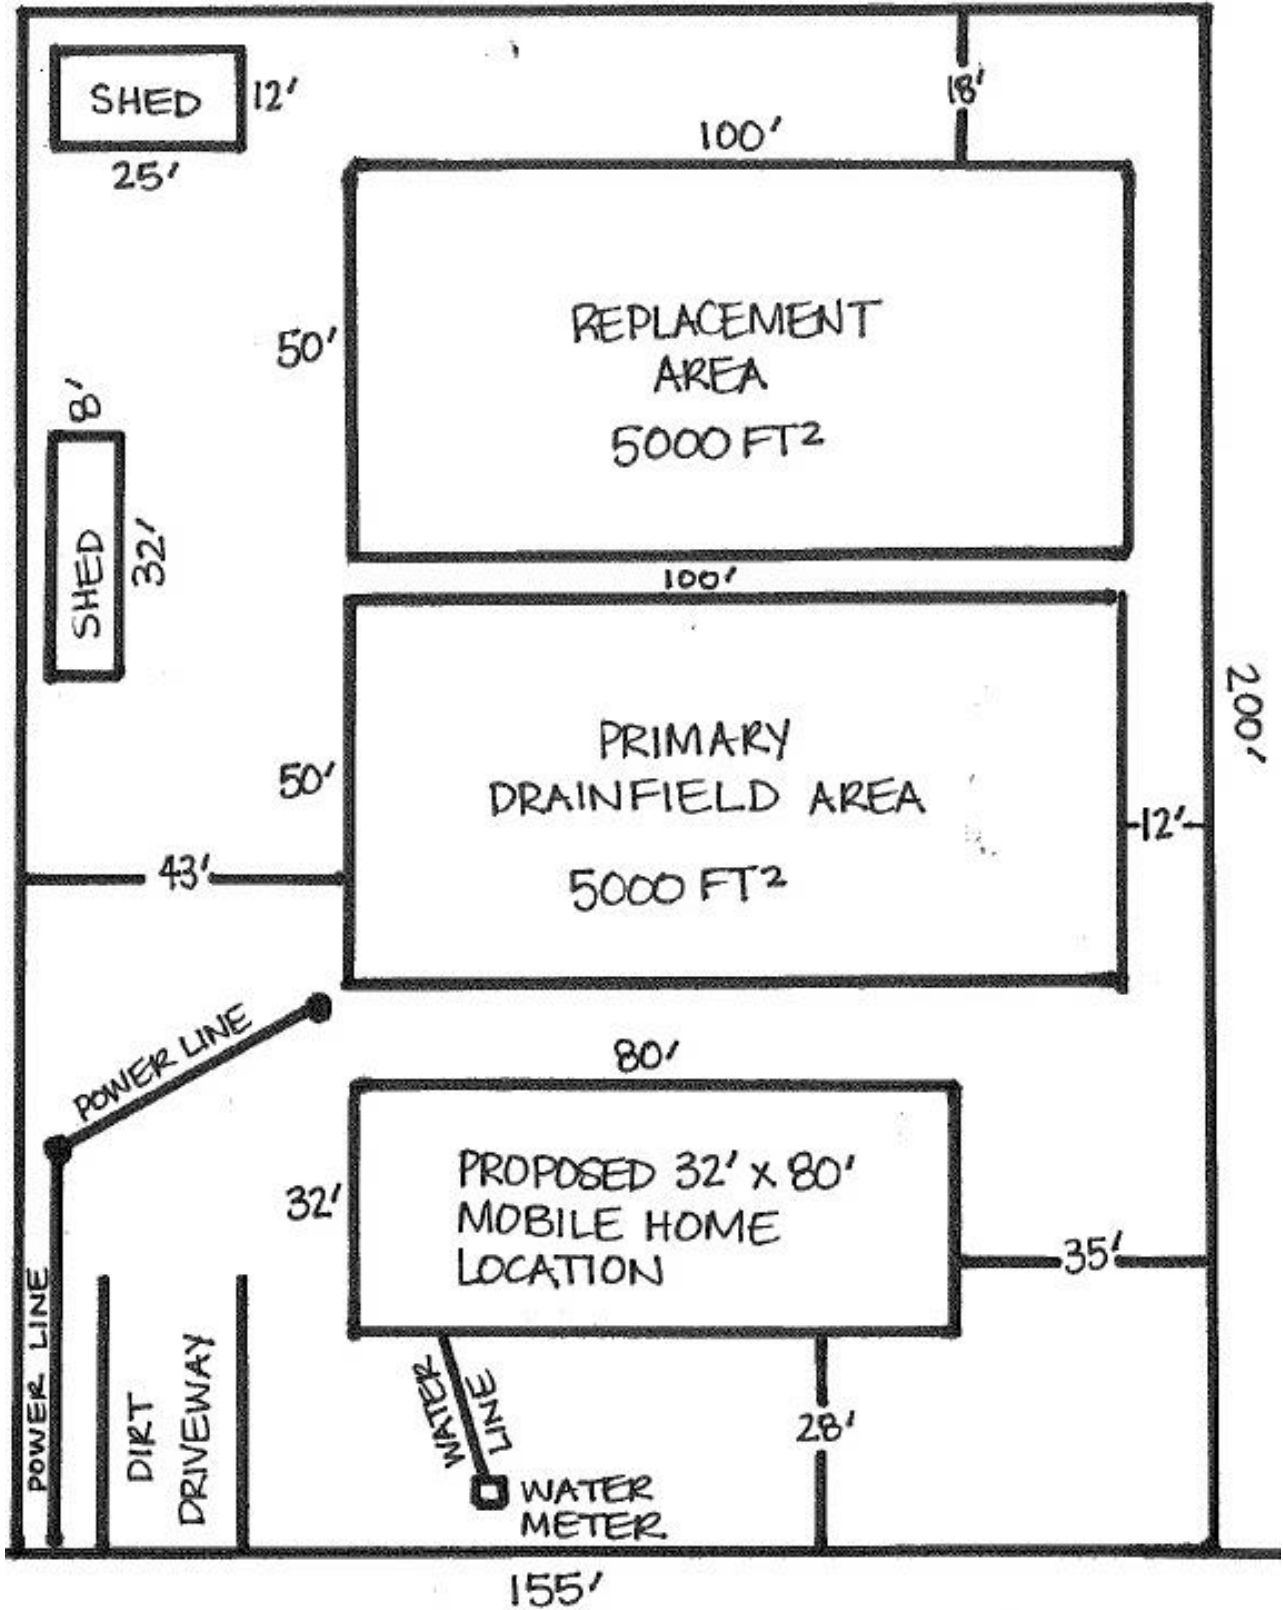 18'
SHED
12'
25'
100'
50'
REPLACEMENT
AREA
5000 FT²
8'
SHED
32'
100'
50'
PRIMARY
DRAINFIELD AREA
5000 FT²
12'
200'
43'
POWER LINE
80'
32'
PROPOSED 32' x 80'
MOBILE HOME
LOCATION
35'
POWER LINE
DIRT
DRIVEWAY
WATER
LINE
28'
WATER
METER
155'